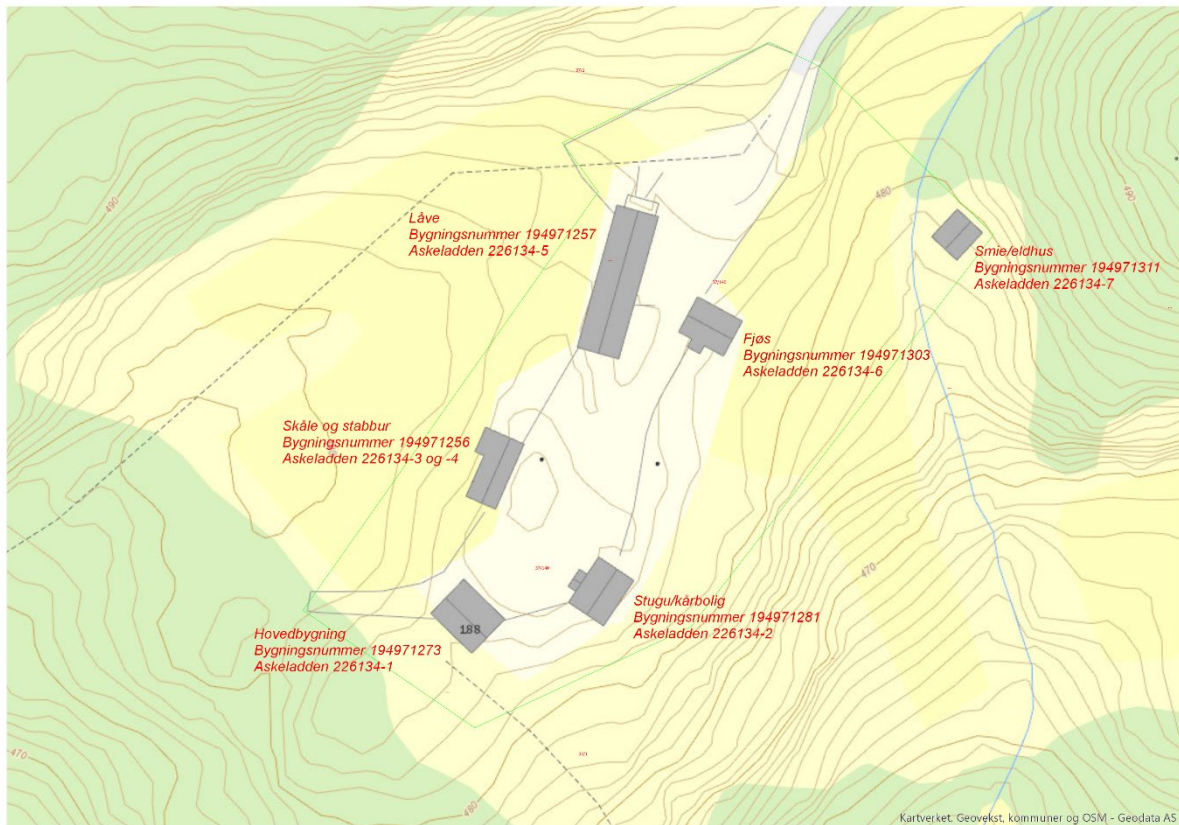 490
Låve
Bygningsnummer 194971257
Askeladden 226134-5
480
490
Smie/eldhus
Bygningsnummer 194971311
Askeladden 226134-7
Fjøs
Bygningsnummer 194971303
Askeladden 226134-6
Skåle og stabbur
Bygningsnummer 194971256
Askeladden 226134-3 og -4
470
Stugu/kårbolig
Bygningsnummer 194971281
Askeladden 226134-2
188
Hovedbygning
Bygningsnummer 194971273
Askeladden 226134-1
470
Kartverket, Geovekst, kommuner og OSM - Geodata AS